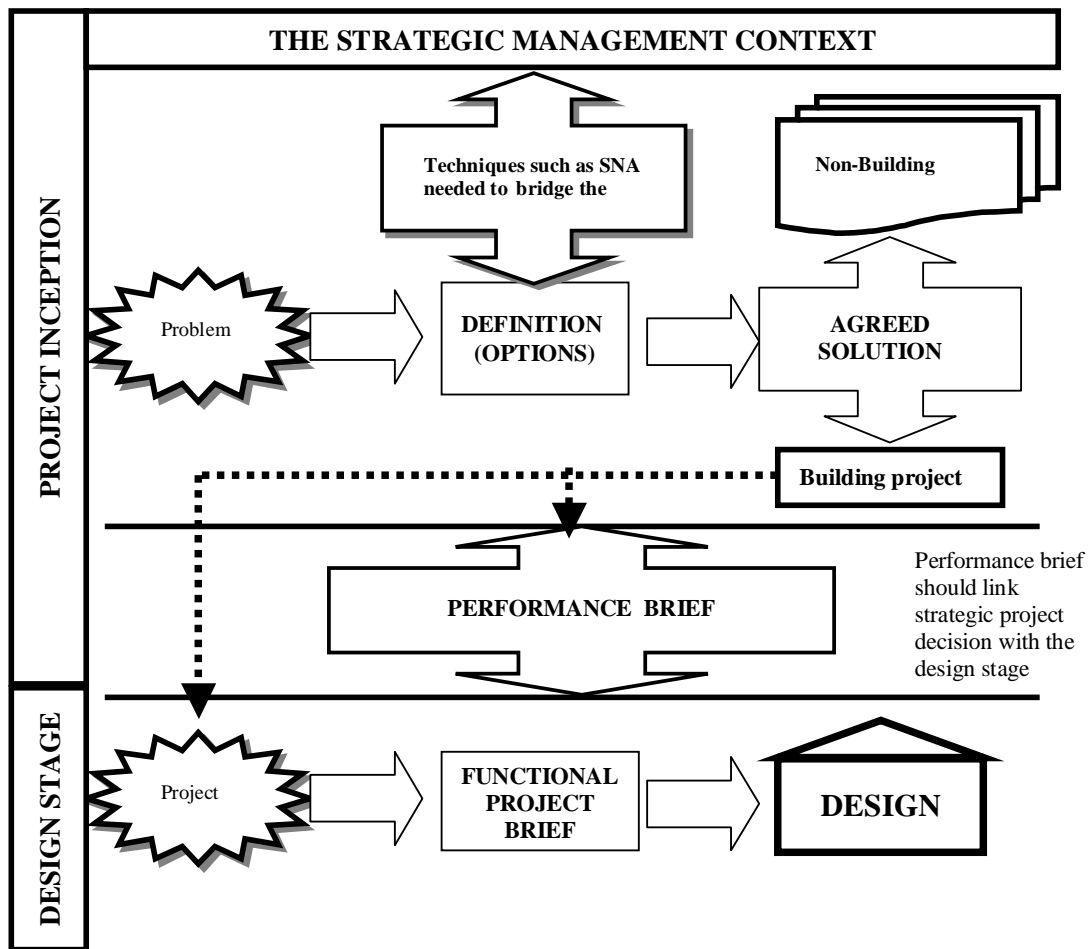 THE STRATEGIC MANAGEMENT CONTEXT
PROJECT INCEPTION
Techniques such as SNA
needed to bridge the
Non-Building
Problem
DEFINITION
(OPTIONS)
AGREED
SOLUTION
Building project
PERFORMANCE BRIEF
Performance brief
should link
strategic project
decision with the
design stage
DESIGN STAGE
Project
FUNCTIONAL
PROJECT
BRIEF
DESIGN